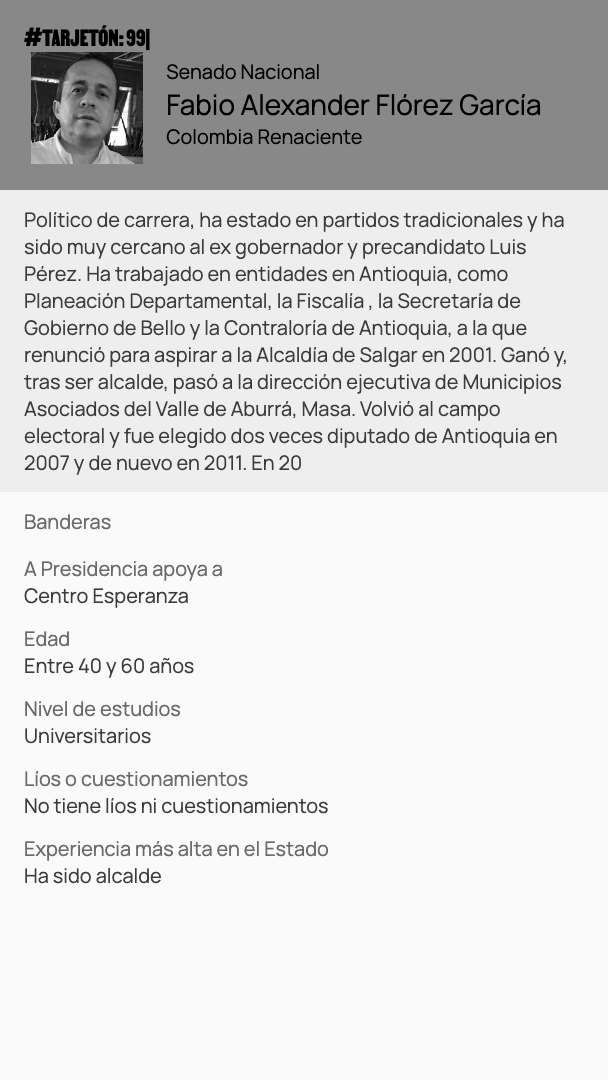 #TARJETÓN: 99|
Senado Nacional
Fabio Alexander Flórez García
Colombia Renaciente
Político de carrera, ha estado en partidos tradicionales y ha
sido muy cercano al ex gobernador y precandidato Luis
Pérez. Ha trabajado en entidades en Antioquia, como
Planeación Departamental, la Fiscalía , la Secretaría de
Gobierno de Bello y la Contraloría de Antioquia, a la que
renunció para aspirar a la Alcaldía de Salgar en 2001. Ganó y,
tras ser alcalde, pasó a la dirección ejecutiva de Municipios
Asociados del Valle de Aburrá, Masa. Volvió al campo
electoral y fue elegido dos veces diputado de Antioquia en
2007 y de nuevo en 2011. En 20
Banderas
A Presidencia apoya a
Centro Esperanza
Edad
Entre 40 y 60 años
Nivel de estudios
Universitarios
Líos o cuestionamientos
No tiene líos ni cuestionamientos
Experiencia más alta en el Estado
Ha sido alcalde